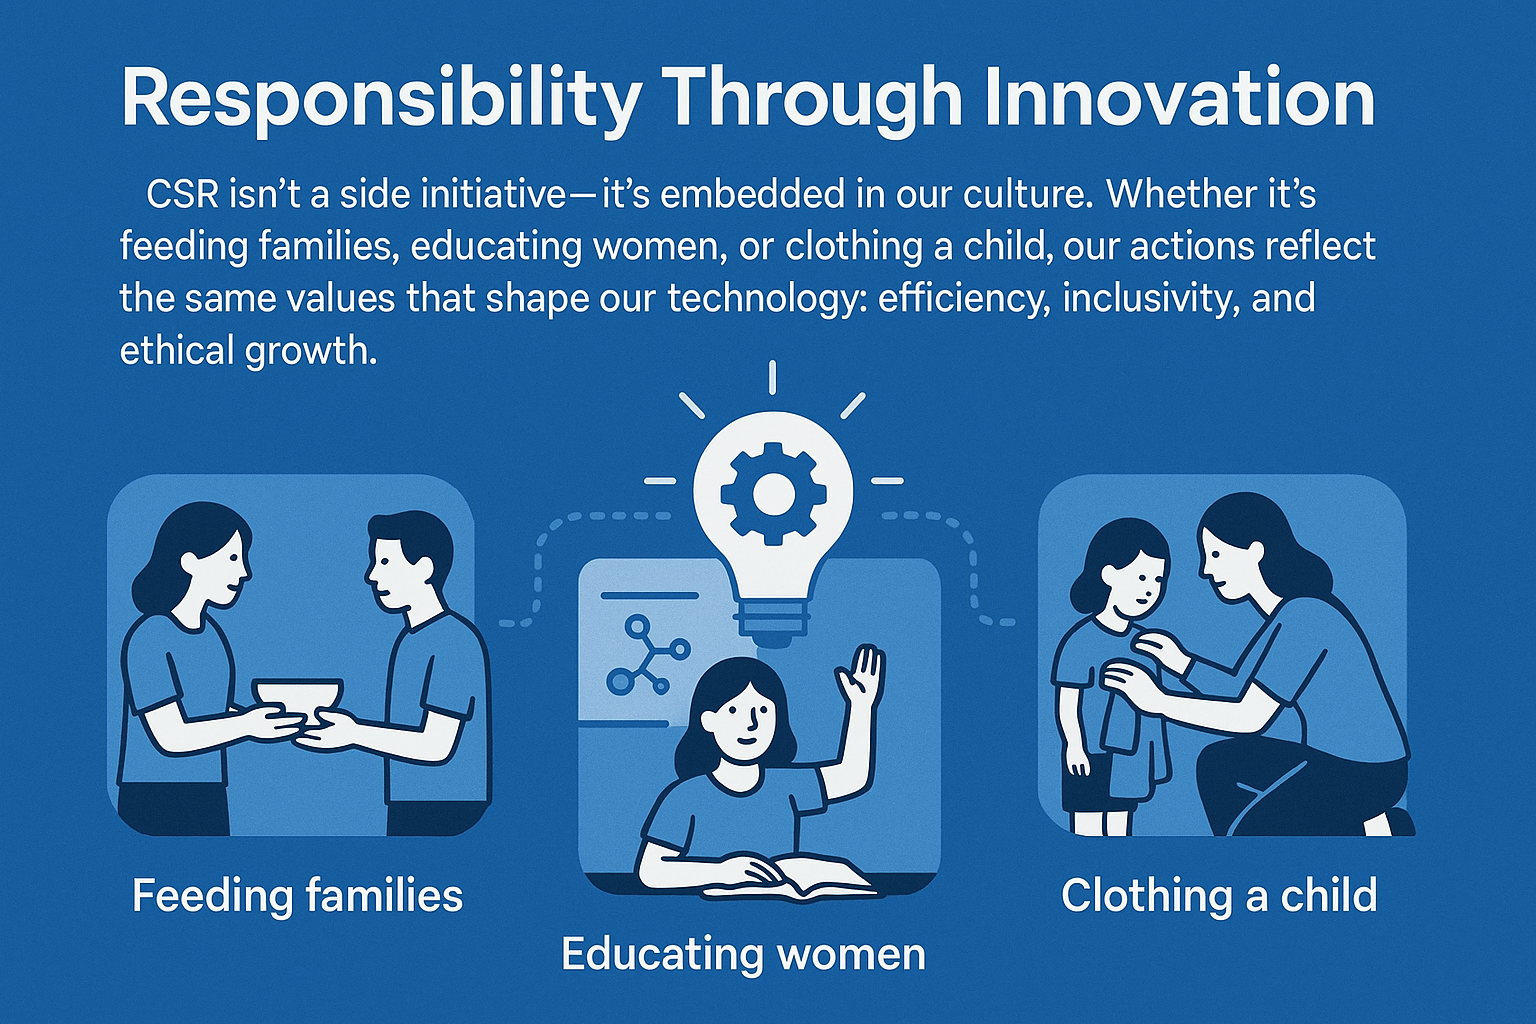 Responsibility Through Innovation
CSR isn’t a side initiative—it’s embedded in our culture. Whether it’s
feeding families, educating women, or clothing a child, our actions reflect
the same values that shape our technology: efficiency, inclusivity, and
ethical growth.
Feeding families
Educating women
Clothing a child